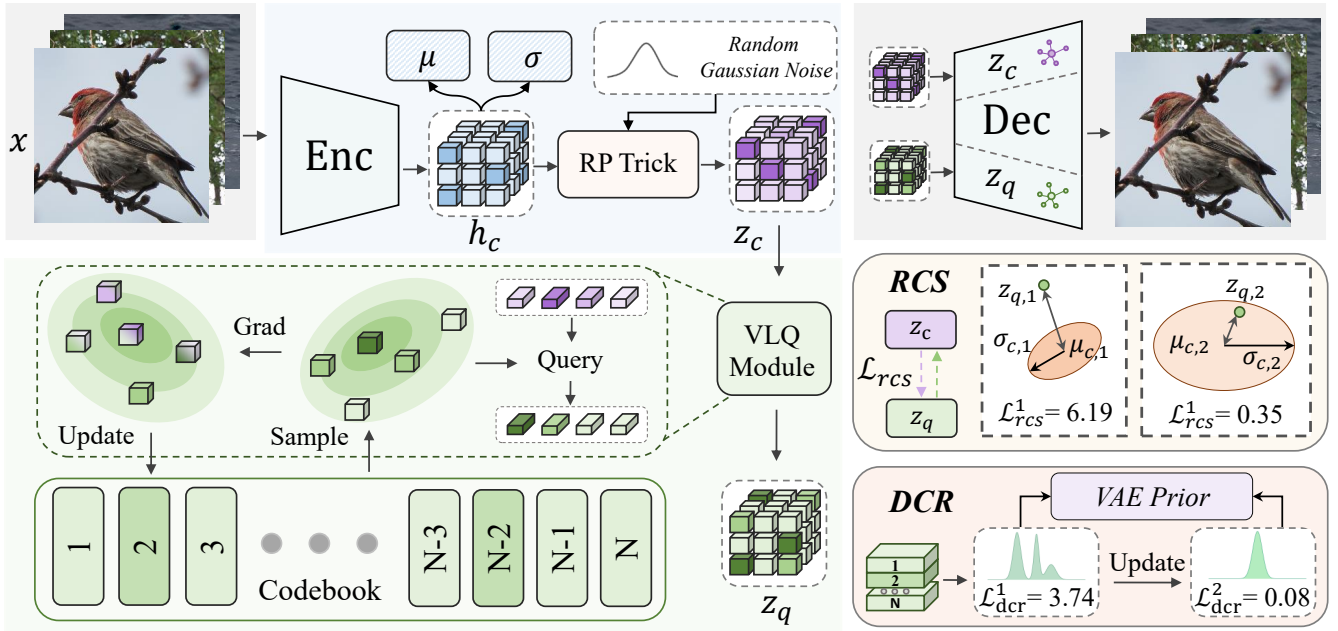 x
Enc
μ
σ
h_c
Random
Gaussian Noise
RP Trick
z_c
z_c
Dec
z_q
Grad
Update
Sample
Query
VLQ
Module
1
2
3
N-3
N-2
N-1
N
Codebook
z_q
RCS
z_c
ℒ_rcs
z_q
z_{q,1}
σ_{c,1}
μ_{c,1}
ℒ^1_rcs= 6.19
z_{q,2}
μ_{c,2}
σ_{c,2}
ℒ^1_rcs= 0.35
DCR
VAE Prior
1
2
N
Update
ℒ^1_dcr= 3.74
ℒ^2_dcr= 0.08